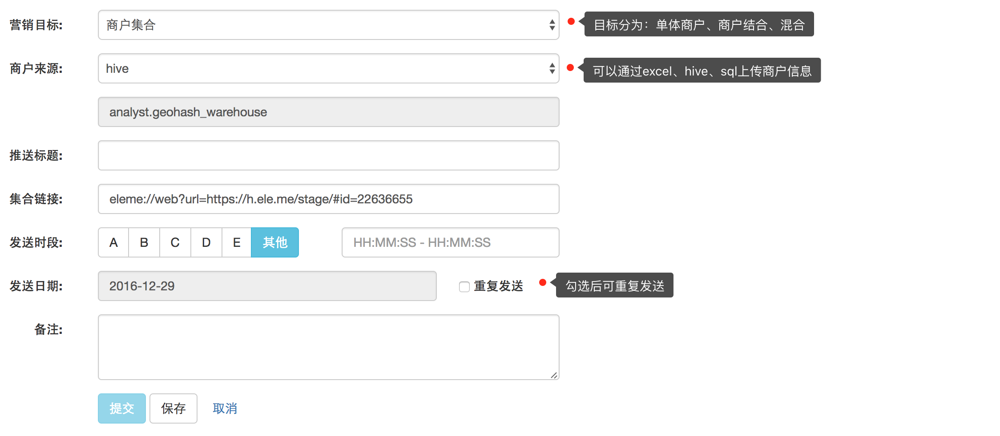 营销目标: 商户集合 目标分为：单体商户、商户结合、混合
商户来源: hive 可以通过excel、hive、sql上传商户信息
analyst.geohash_warehouse
推送标题:
集合链接: eleme://web?url=https://h.ele.me/stage/#id=22636655
发送时段: A B C D E 其他 HH:MM:SS - HH:MM:SS
发送日期: 2016-12-29 重复发送 勾选后可重复发送
备注:
提交 保存 取消